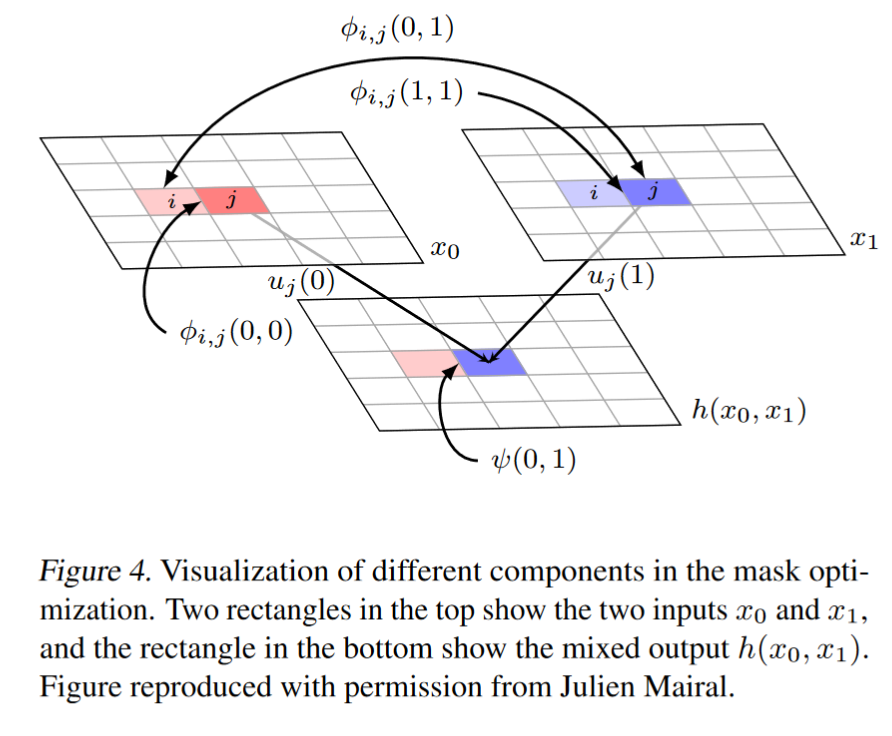 ϕi,j(0, 1)
ϕi,j(1, 1)
i j
i j
x0
x1
uj(0)
uj(1)
ϕi,j(0, 0)
h(x0, x1)
ψ(0, 1)
Figure 4. Visualization of different components in the mask opti-
mization. Two rectangles in the top show the two inputs x0 and x1,
and the rectangle in the bottom show the mixed output h(x0, x1).
Figure reproduced with permission from Julien Mairal.